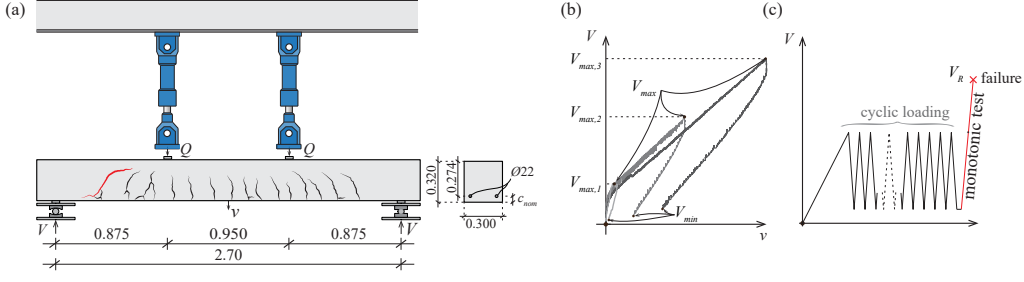 (a)
Q
Q
v
V
V
0.875
0.950
0.875
2.70
0.320
0.274
Ø22
c_nom
0.300
(b)
V
V_max,3
V_max
V_max,2
V_max,1
V_min
v
(c)
V
V_R
failure
cyclic loading
monotonic test